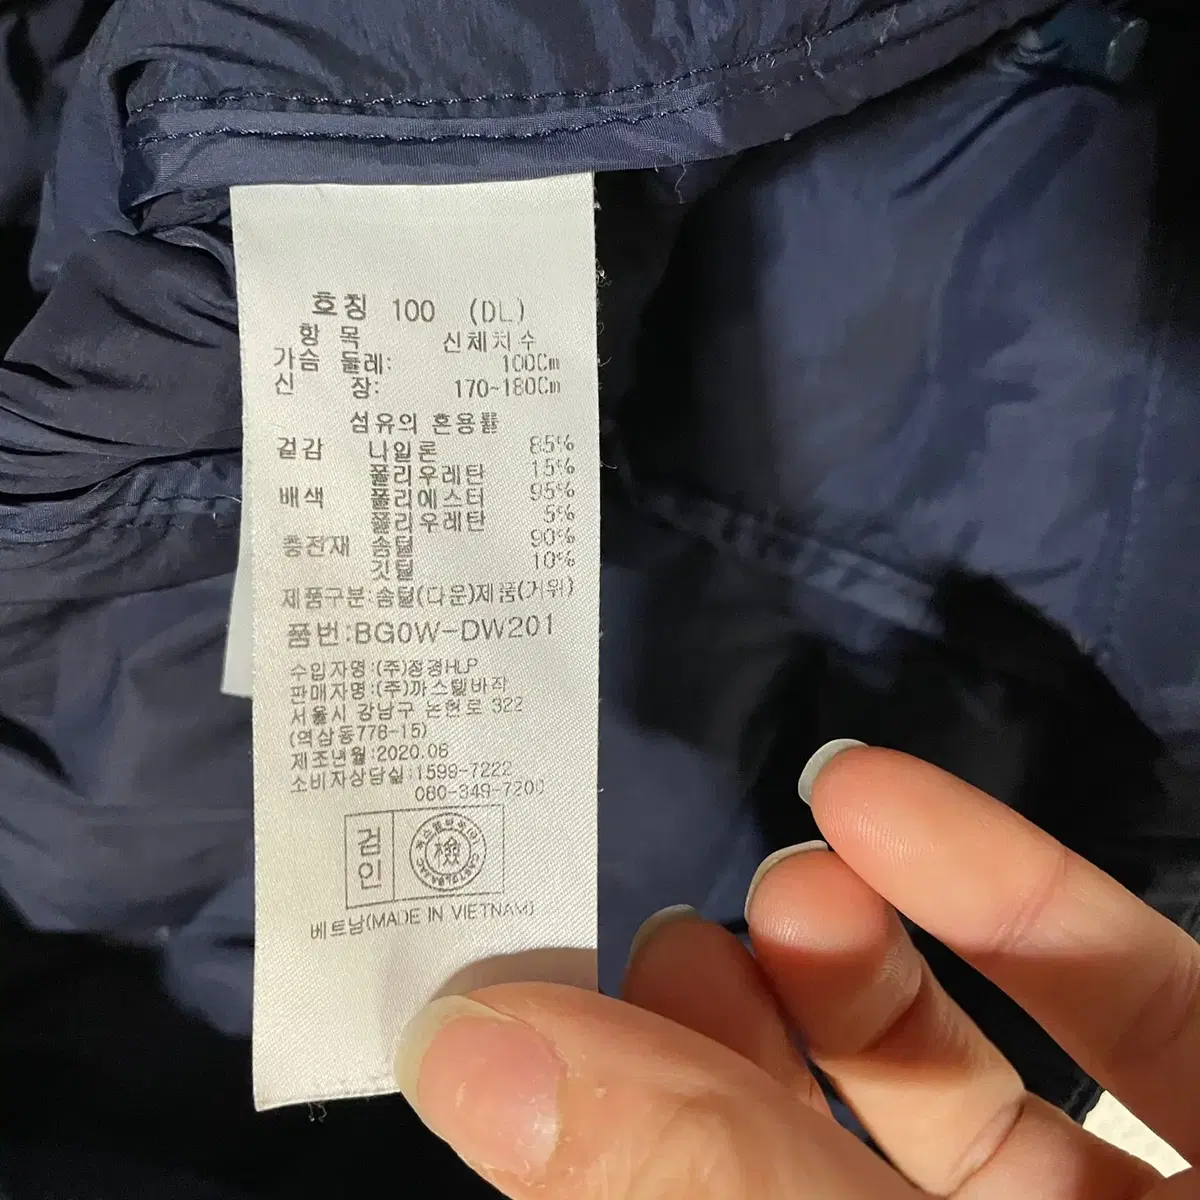 호칭 100 (DL)
항 목 신체치수
가슴 둘레: 100Cm
신 장: 170~180Cm
섬유의 혼용률
겉감 나일론 85%
폴리우레탄 15%
배색 폴리에스터 95%
폴리우레탄 5%
충전재 솜털 90%
깃털 10%
제품구분:솜털(다운)제품(거위)
품번:BG0W-DW201
수입자명:(주)정경HLP
판매자명:(주)까스텔바작
서울시 강남구 논현로 322
(역삼동776-15)
제조년월:2020.06
소비자상담실:1599-7222
080-349-7200
검인
檢
베트남(MADE IN VIETNAM)